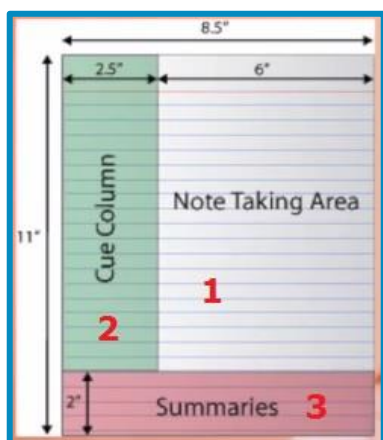 8.5"
2.5"
6"
Cue Column
Note Taking Area
11"
1
2
2"
Summaries 3